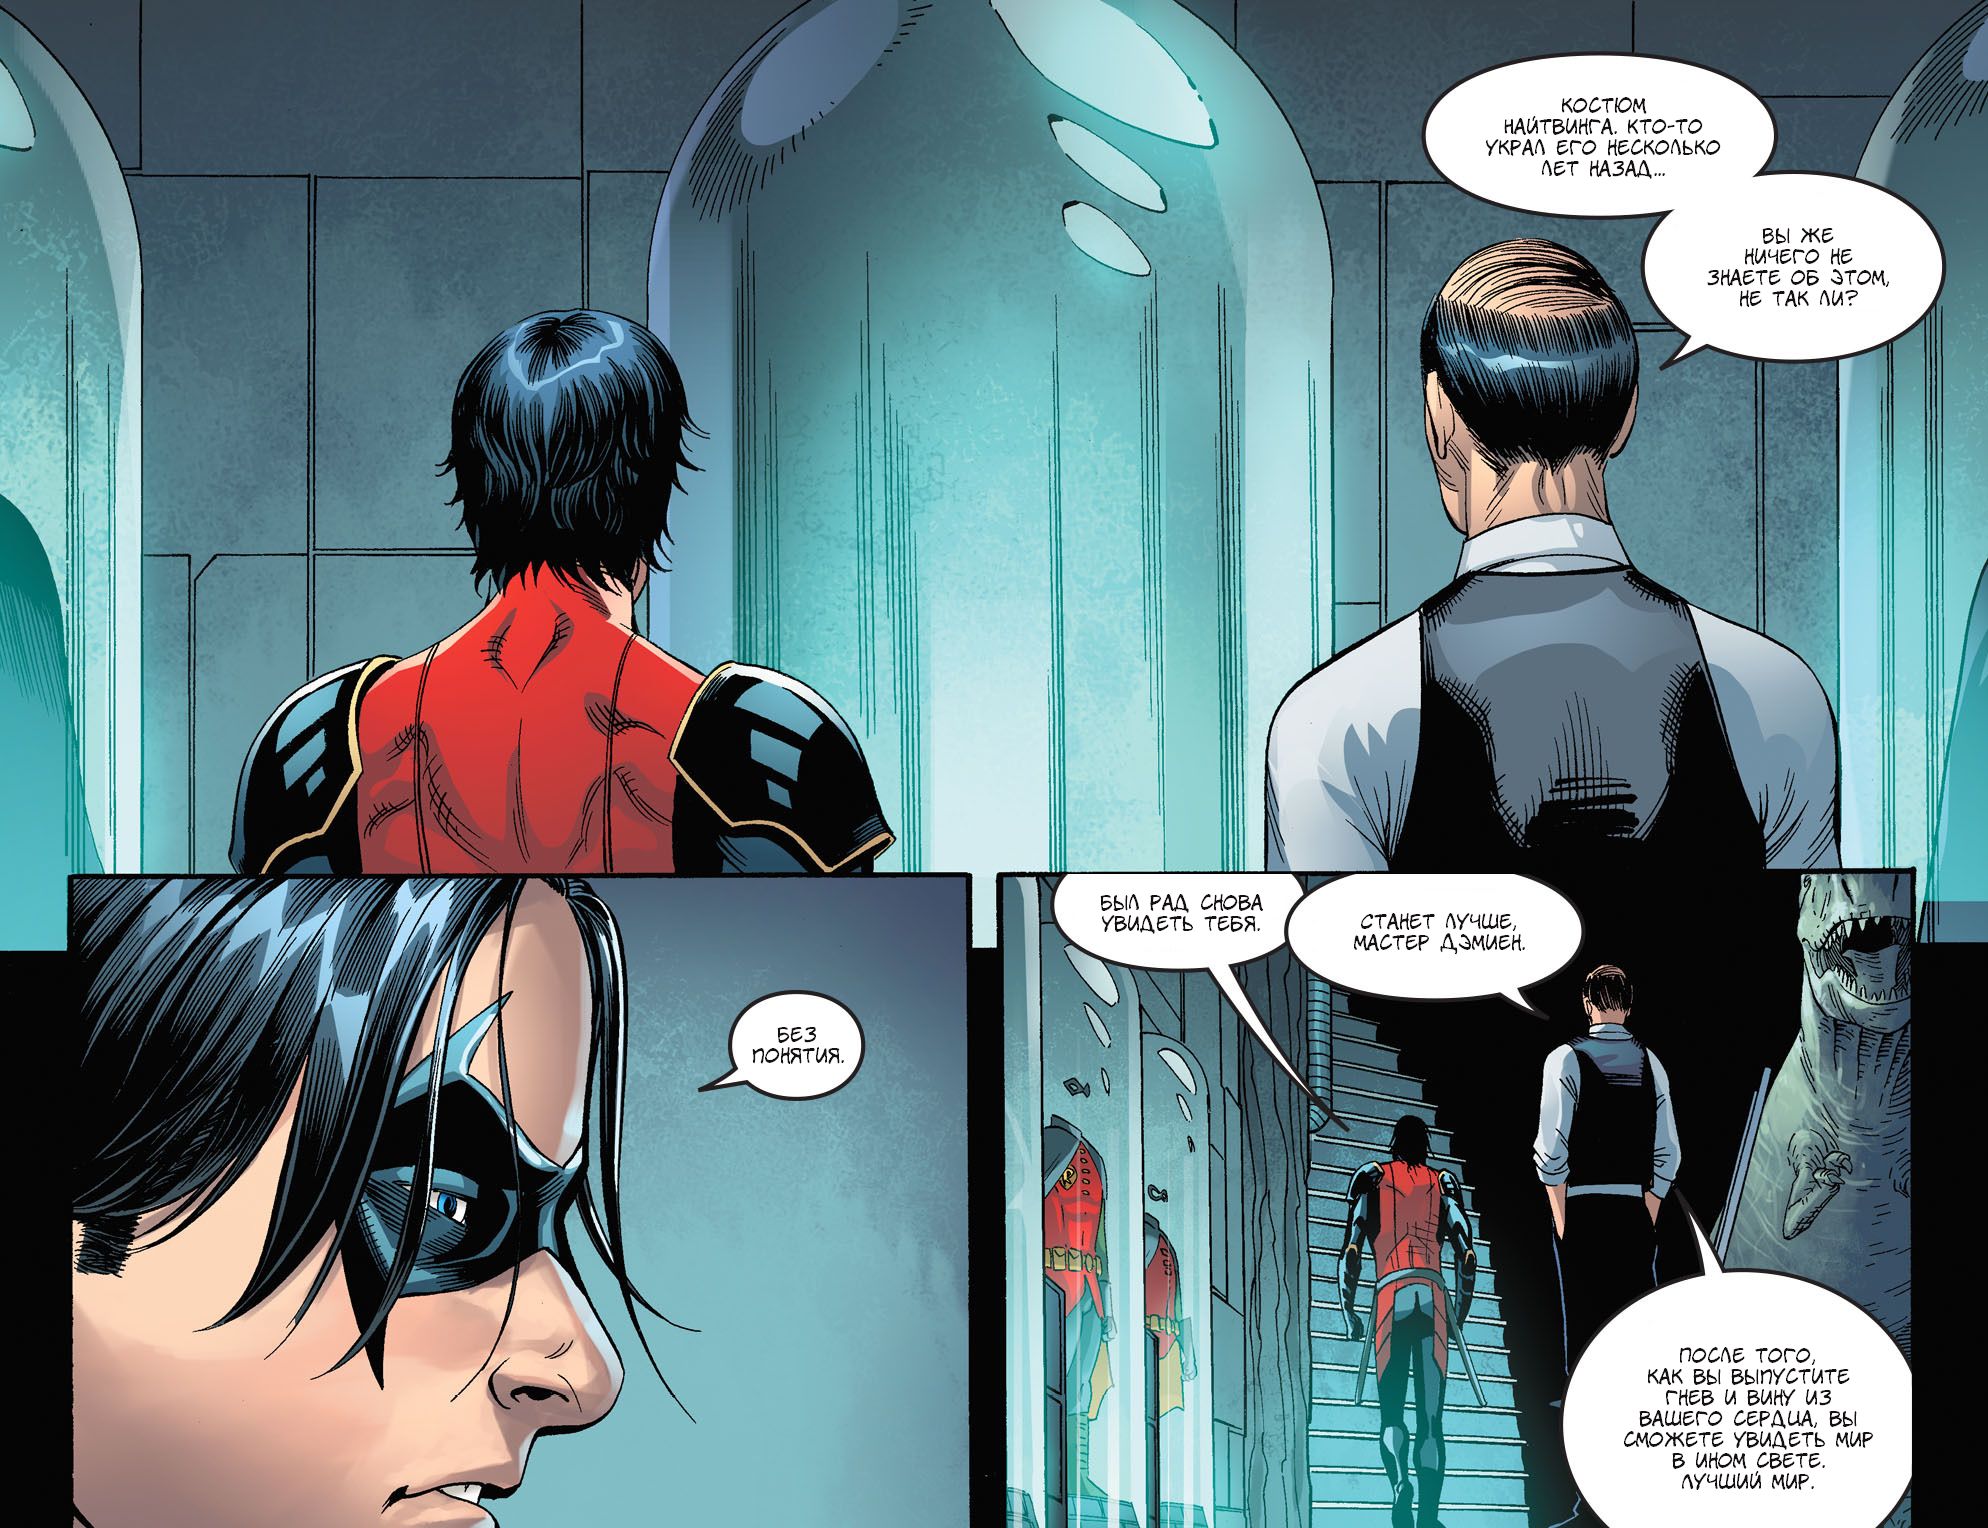 КОСТЮМ
НАЙТВИНГА. КТО-ТО
УКРАЛ ЕГО НЕСКОЛЬКО
ЛЕТ НАЗАД...
ВЫ ЖЕ
НИЧЕГО НЕ
ЗНАЕТЕ ОБ ЭТОМ,
НЕ ТАК ЛИ?
БЕЗ
ПОНЯТИЯ.
БЫЛ РАД СНОВА
УВИДЕТЬ ТЕБЯ.
СТАНЕТ ЛУЧШЕ,
МАСТЕР ДЭМИЕН.
ПОСЛЕ ТОГО,
КАК ВЫ ВЫПУСТИТЕ
ГНЕВ И ВИНУ ИЗ
ВАШЕГО СЕРДЦА, ВЫ
СМОЖЕТЕ УВИДЕТЬ МИР
В ИНОМ СВЕТЕ.
ЛУЧШИЙ МИР.